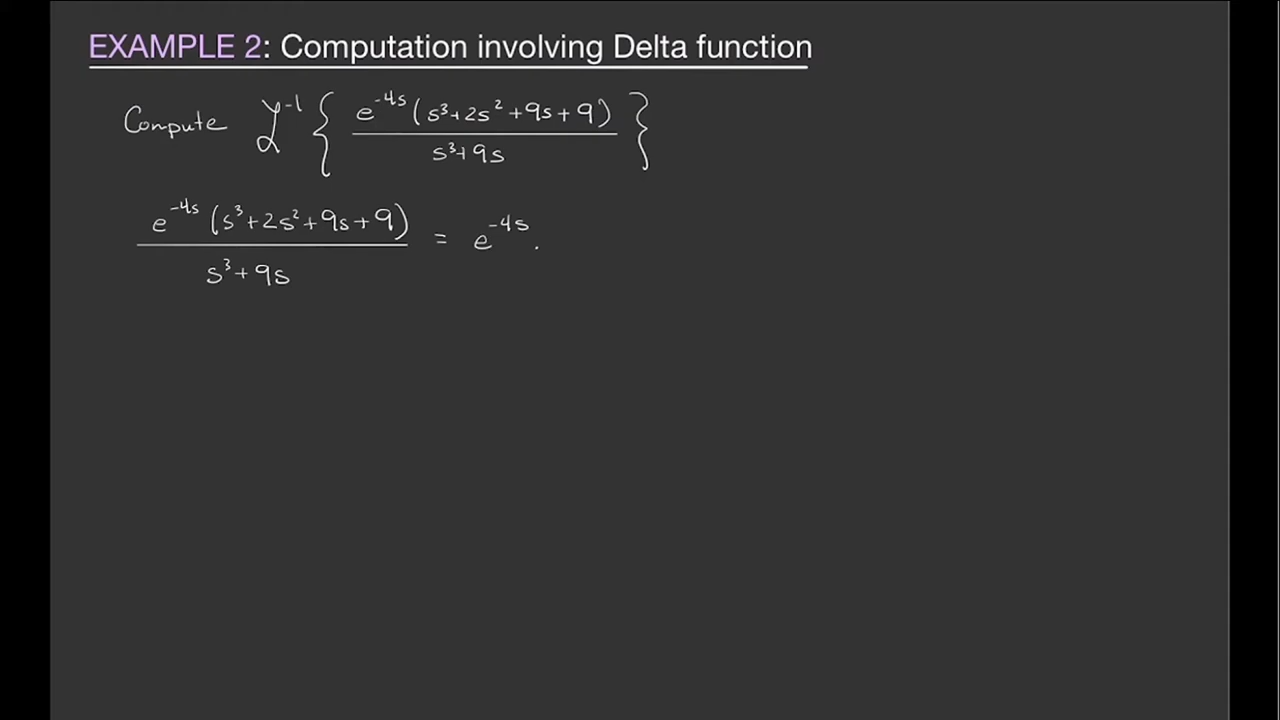 EXAMPLE 2: Computation involving Delta function
Compute ℒ⁻¹ { e^{-4s}(s³+2s²+9s+9) / s³+9s }
e^{-4s}(s³+2s²+9s+9) / s³+9s = e^{-4s} .